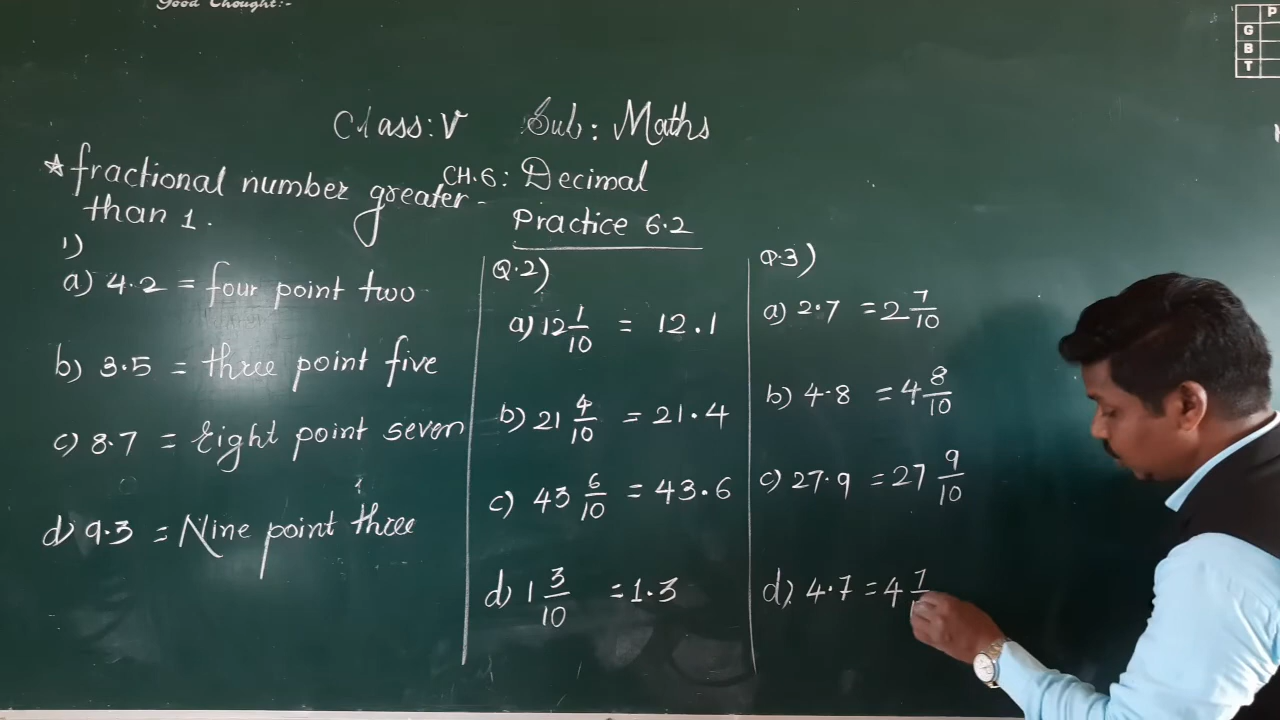 Good Thought:-
P
G
B
T
Class: V Sub: Maths
CH.6: Decimal
Practice 6.2
* fractional number greater -
than 1.
1)
a) 4.2 = four point two
b) 3.5 = three point five
c) 8.7 = Eight point seven
d) 9.3 = Nine point three
Q.2)
a) 12 1/10 = 12.1
b) 21 4/10 = 21.4
c) 43 6/10 = 43.6
d) 1 3/10 = 1.3
Q.3)
a) 2.7 = 2 7/10
b) 4.8 = 4 8/10
c) 27.9 = 27 9/10
d) 4.7 = 4 7/1